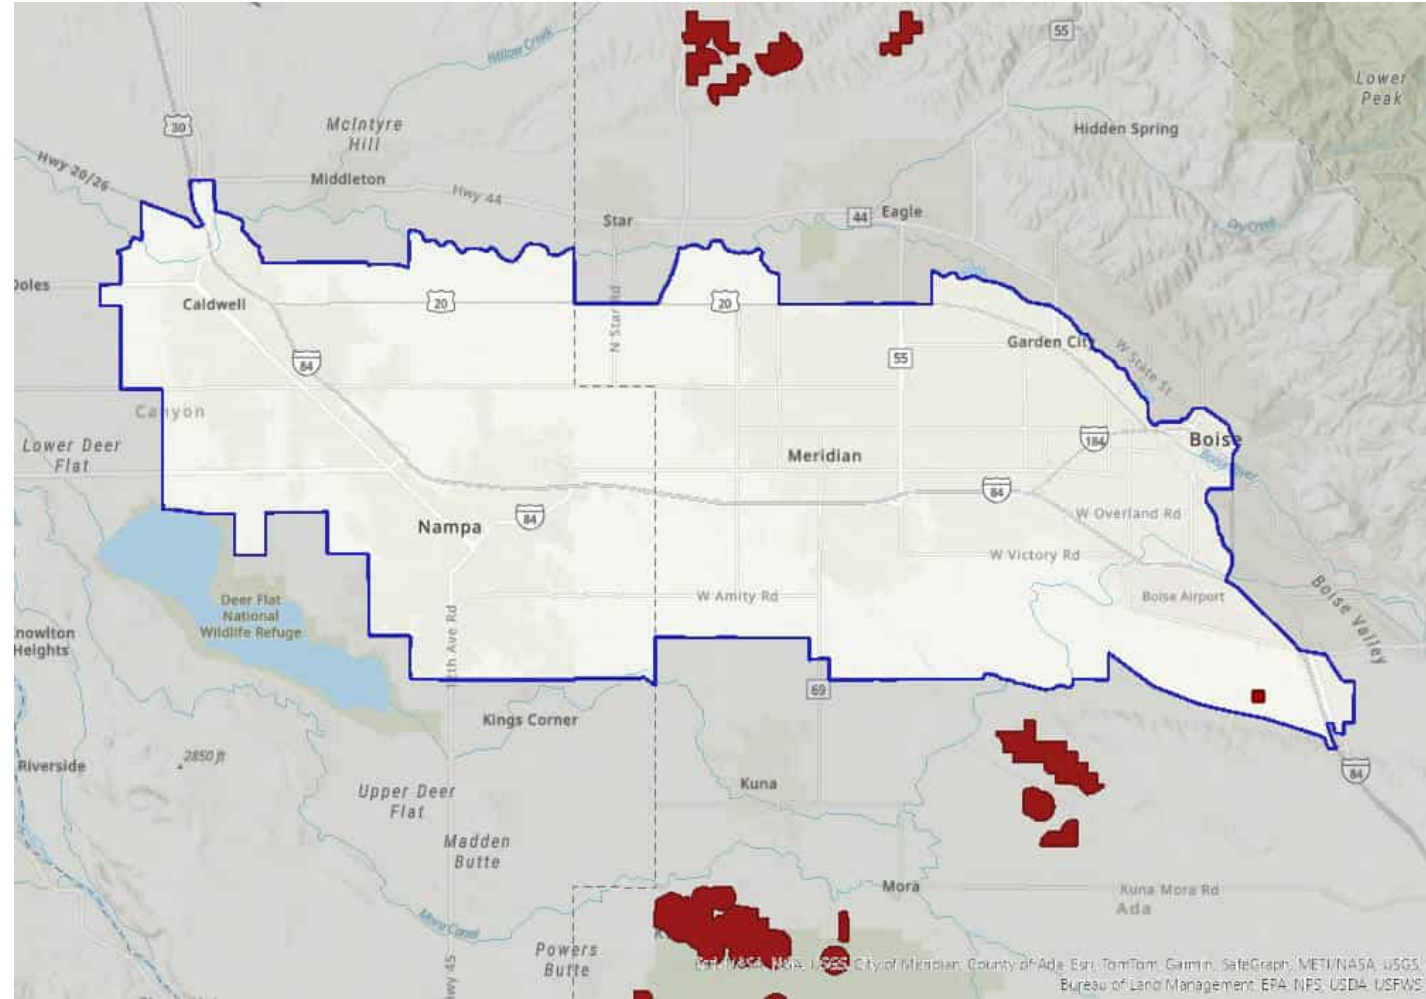 55
Willow Creek
Lower
Peak
30
McIntyre
Hill
Hidden Spring
Hwy 20/26
Middleton
Hwy 44
Star
44
Eagle
Dry Creek
Caldwell
20
N Star Rd
20
84
55
Garden City
W State St
Canyon
Lower Deer
Flat
184
Boise
Meridian
84
Nampa
84
W Overland Rd
W Victory Rd
Deer Flat
National
Wildlife Refuge
W Amity Rd
Boise Airport
Boise Valley
Heights
12th Ave Rd
69
Kings Corner
2850 ft
Riverside
84
Kuna
Upper Deer
Flat
Madden
Butte
Mora
Kuna Mora Rd
Ada
Mora Canal
Powers
Butte
Hwy 45
USGS, City of Meridian, County of Ada, Esri, TomTom, Garmin, SafeGraph, METI/NASA, USGS,
Bureau of Land Management, EPA, NPS, USDA, USFWS